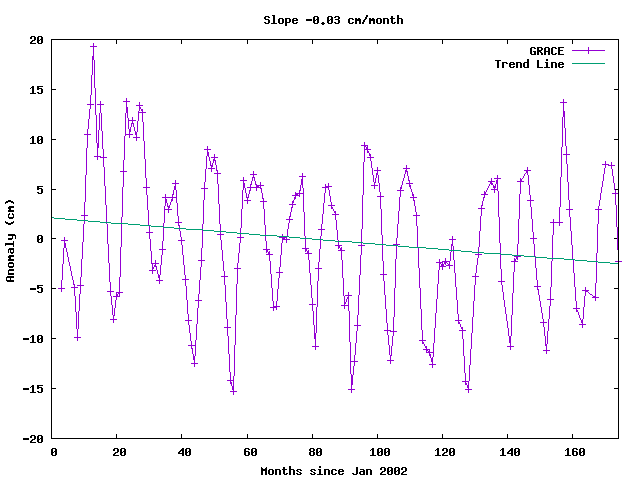 Slope -0.03 cm/month
20
15
10
5
0
-5
-10
-15
-20
Anomaly (cm)
GRACE
Trend Line
0 20 40 60 80 100 120 140 160
Months since Jan 2002